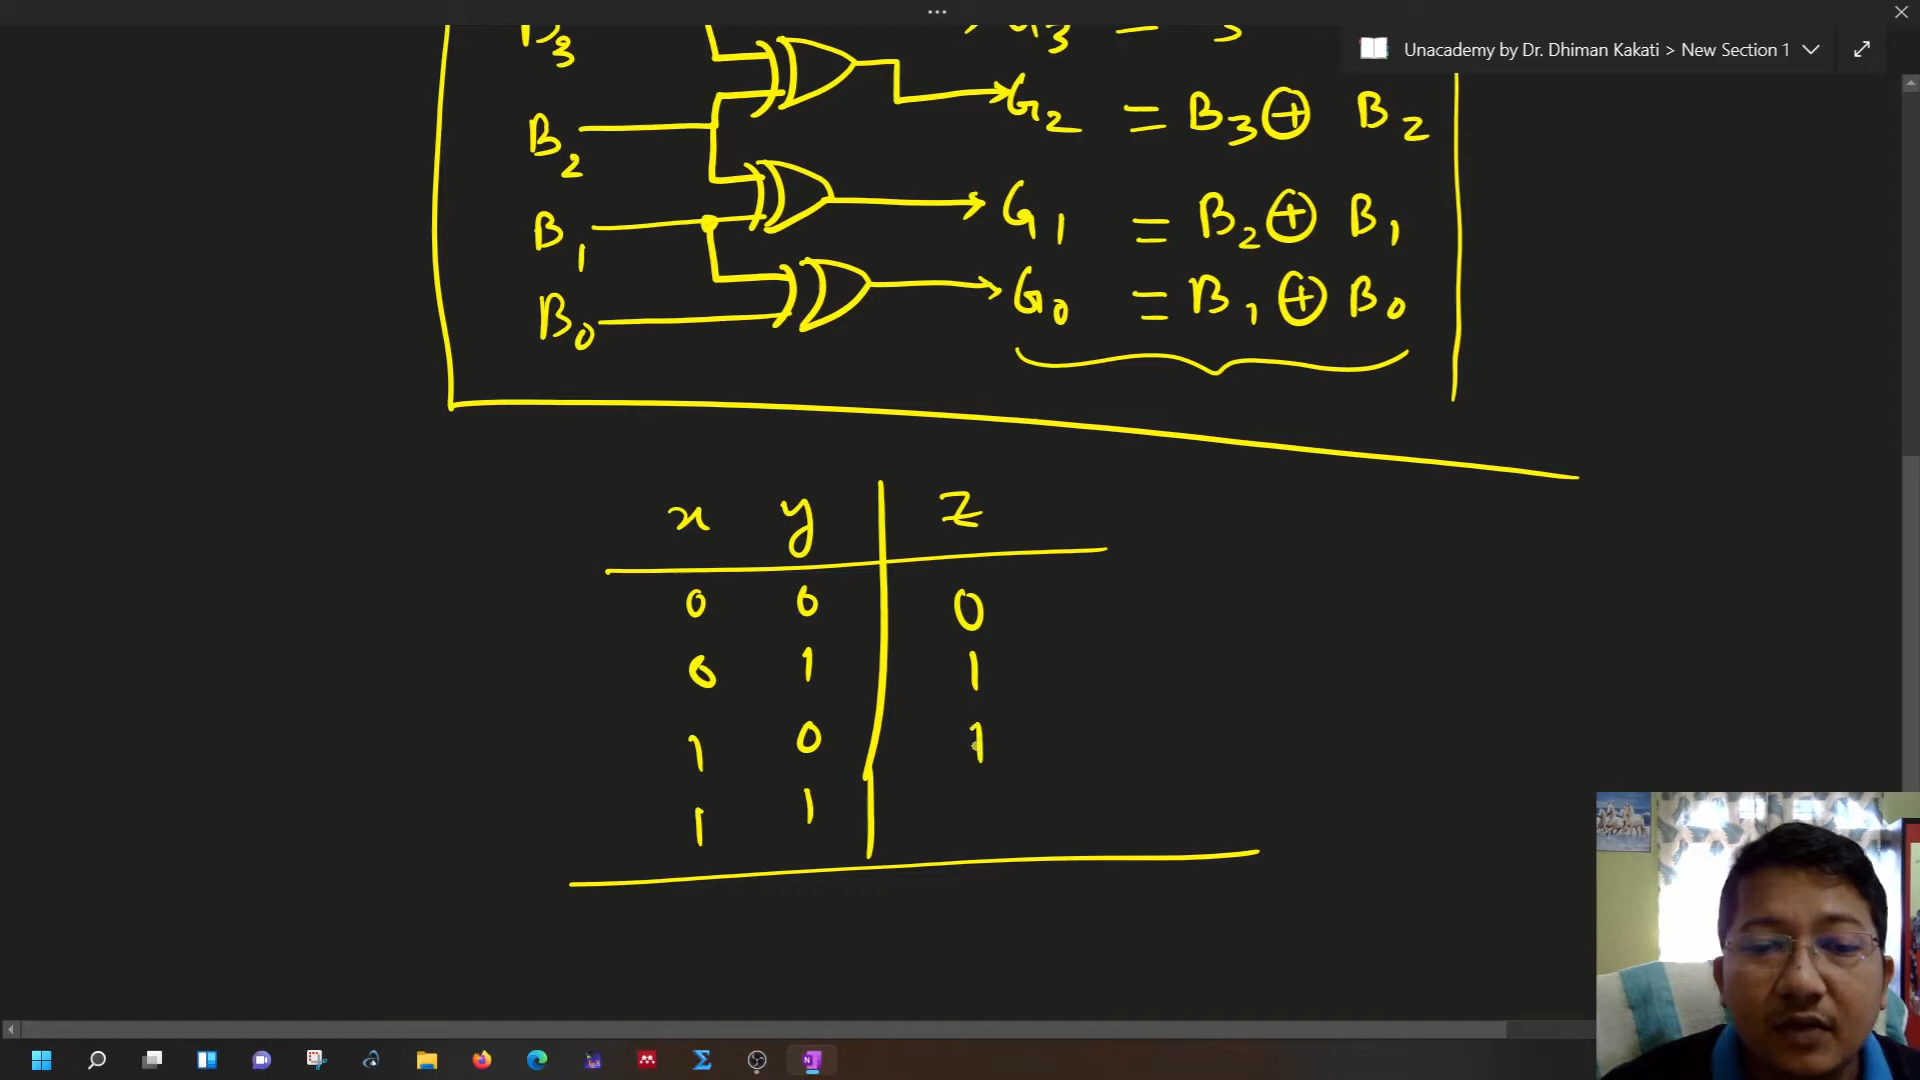 Unacademy by Dr. Dhiman Kakati > New Section 1
B3
B2 G2 = B3 ⊕ B2
B1 G1 = B2 ⊕ B1
B0 G0 = B1 ⊕ B0
x y z
0 0 0
0 1 1
1 0 1
1 1